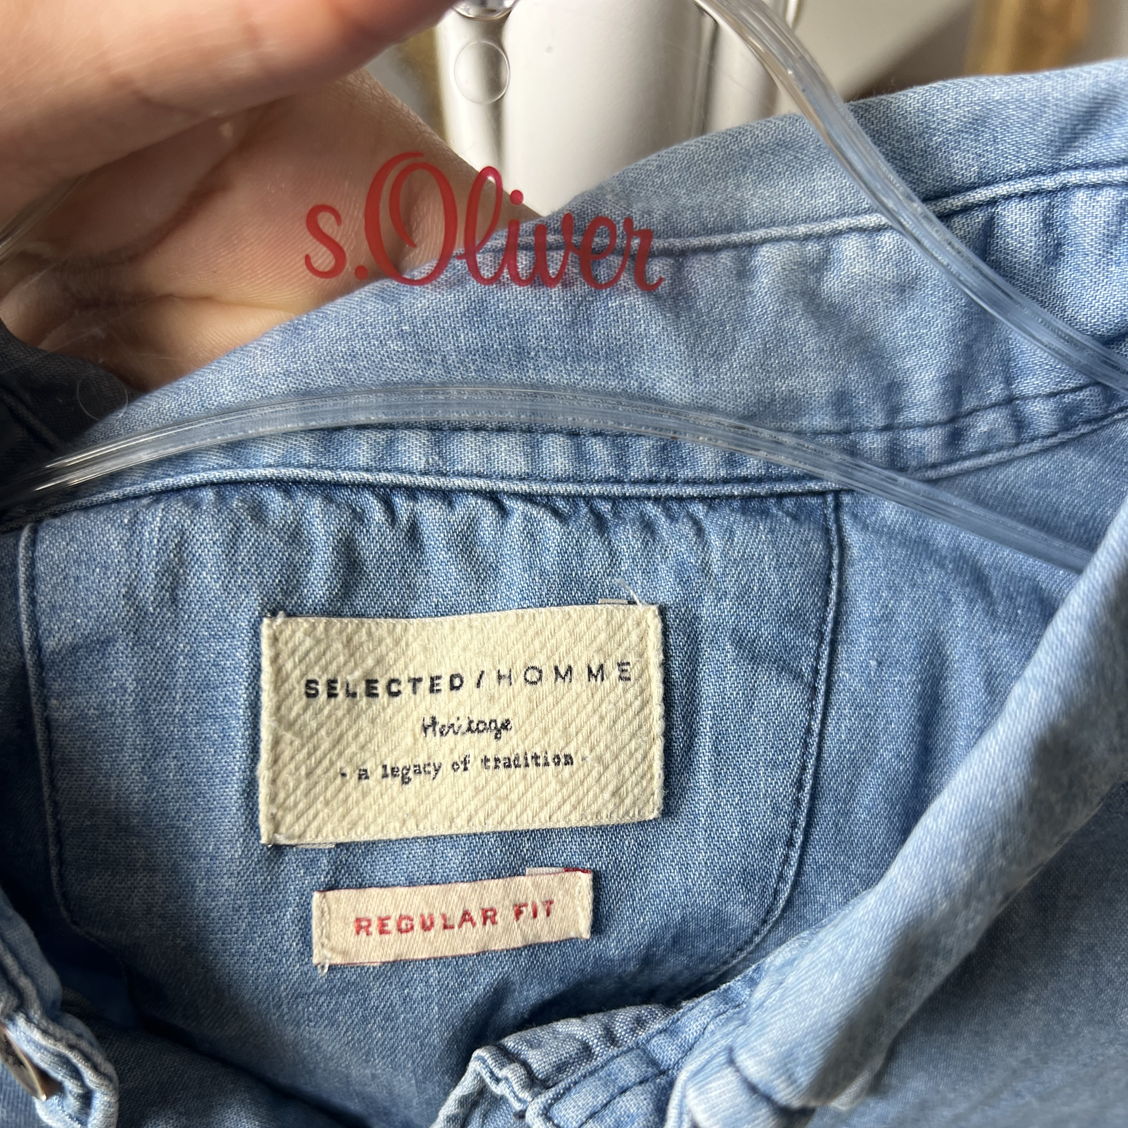 s.Oliver
SELECTED / HOMME
Heritage
- a legacy of tradition -
REGULAR FIT